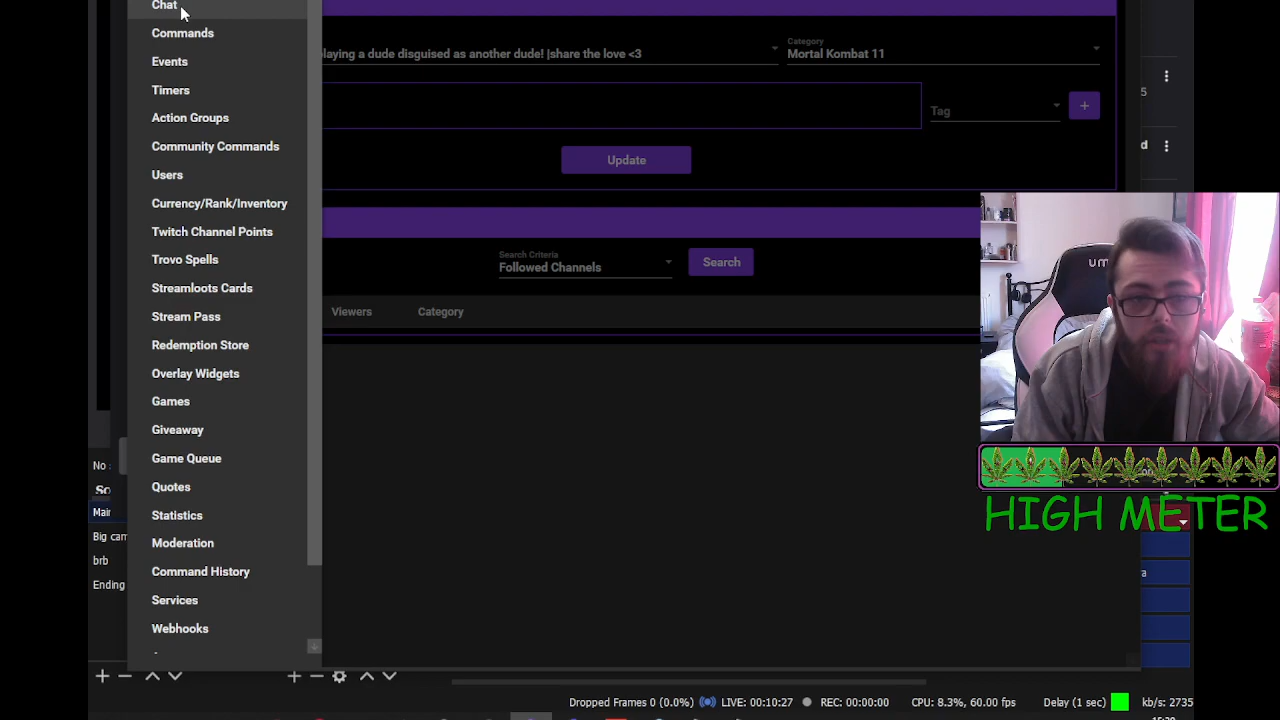 Chat
Commands
Events
Timers
Action Groups
Community Commands
Users
Currency/Rank/Inventory
Twitch Channel Points
Trovo Spells
Streamloots Cards
Stream Pass
Redemption Store
Overlay Widgets
Games
Giveaway
Game Queue
Quotes
Statistics
Moderation
Command History
Services
Webhooks
laying a dude disguised as another dude! |share the love <3
Category
Mortal Kombat 11
Tag
+
Update
Search Criteria
Followed Channels
Search
Viewers
Category
5
d
um
HIGH METER
a
No
So
Main
Big cam
brb
Ending
Dropped Frames 0 (0.0%)
LIVE: 00:10:27
REC: 00:00:00
CPU: 8.3%, 60.00 fps
Delay (1 sec)
kb/s: 2735